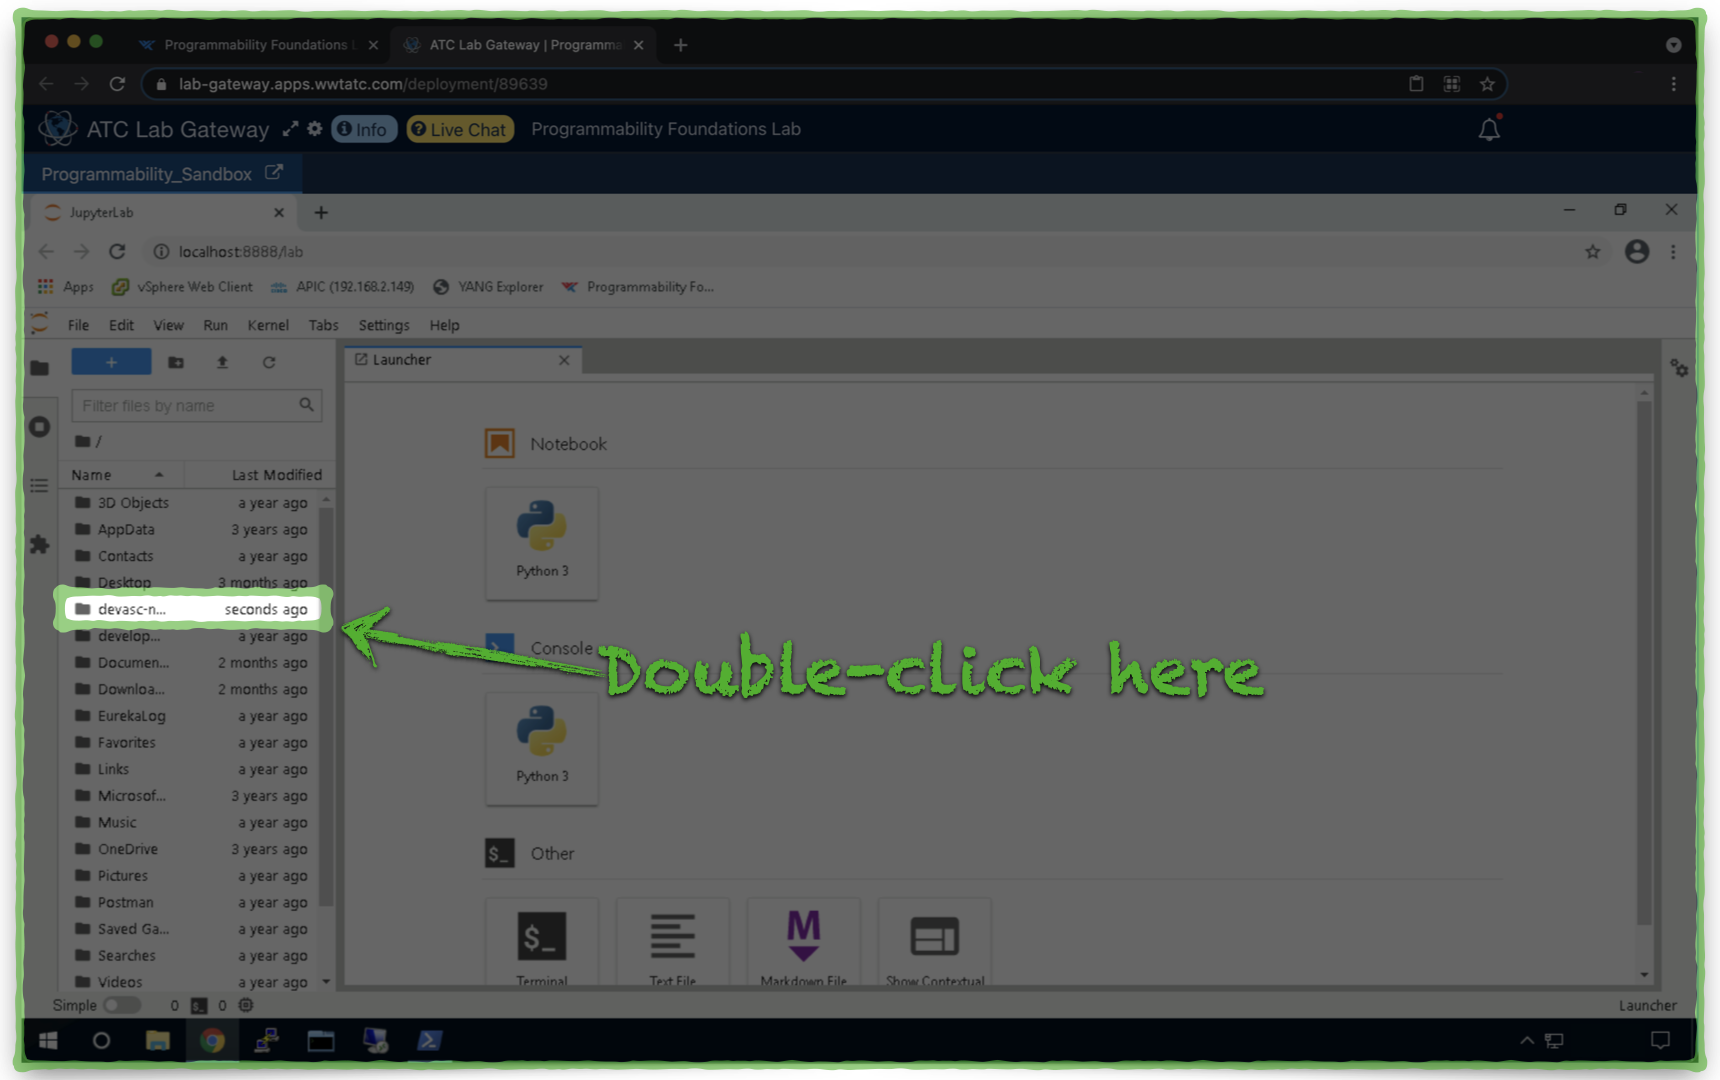 Programmability Foundations L
ATC Lab Gateway | Programma
lab-gateway.apps.wwtatc.com/deployment/89639
ATC Lab Gateway
Info
Live Chat
Programmability Foundations Lab
Programmability_Sandbox
JupyterLab
localhost:8888/lab
Apps
vSphere Web Client
APIC (192.168.2.149)
YANG Explorer
Programmability Fo...
File Edit View Run Kernel Tabs Settings Help
+
Launcher
Filter files by name
/
Name Last Modified
3D Objects a year ago
AppData 3 years ago
Contacts a year ago
Desktop 3 months ago
devasc-n... seconds ago
develop... a year ago
Documen... 2 months ago
Downloa... 2 months ago
EurekaLog a year ago
Favorites a year ago
Links a year ago
Microsof... 3 years ago
Music a year ago
OneDrive 3 years ago
Pictures a year ago
Postman a year ago
Saved Ga... a year ago
Searches a year ago
Videos a year ago
Notebook
Python 3
Console
Double-click here
Python 3
$_ Other
$_
M
Terminal
Text File
Markdown File
Show Contextual
Simple 0 $_ 0
Launcher